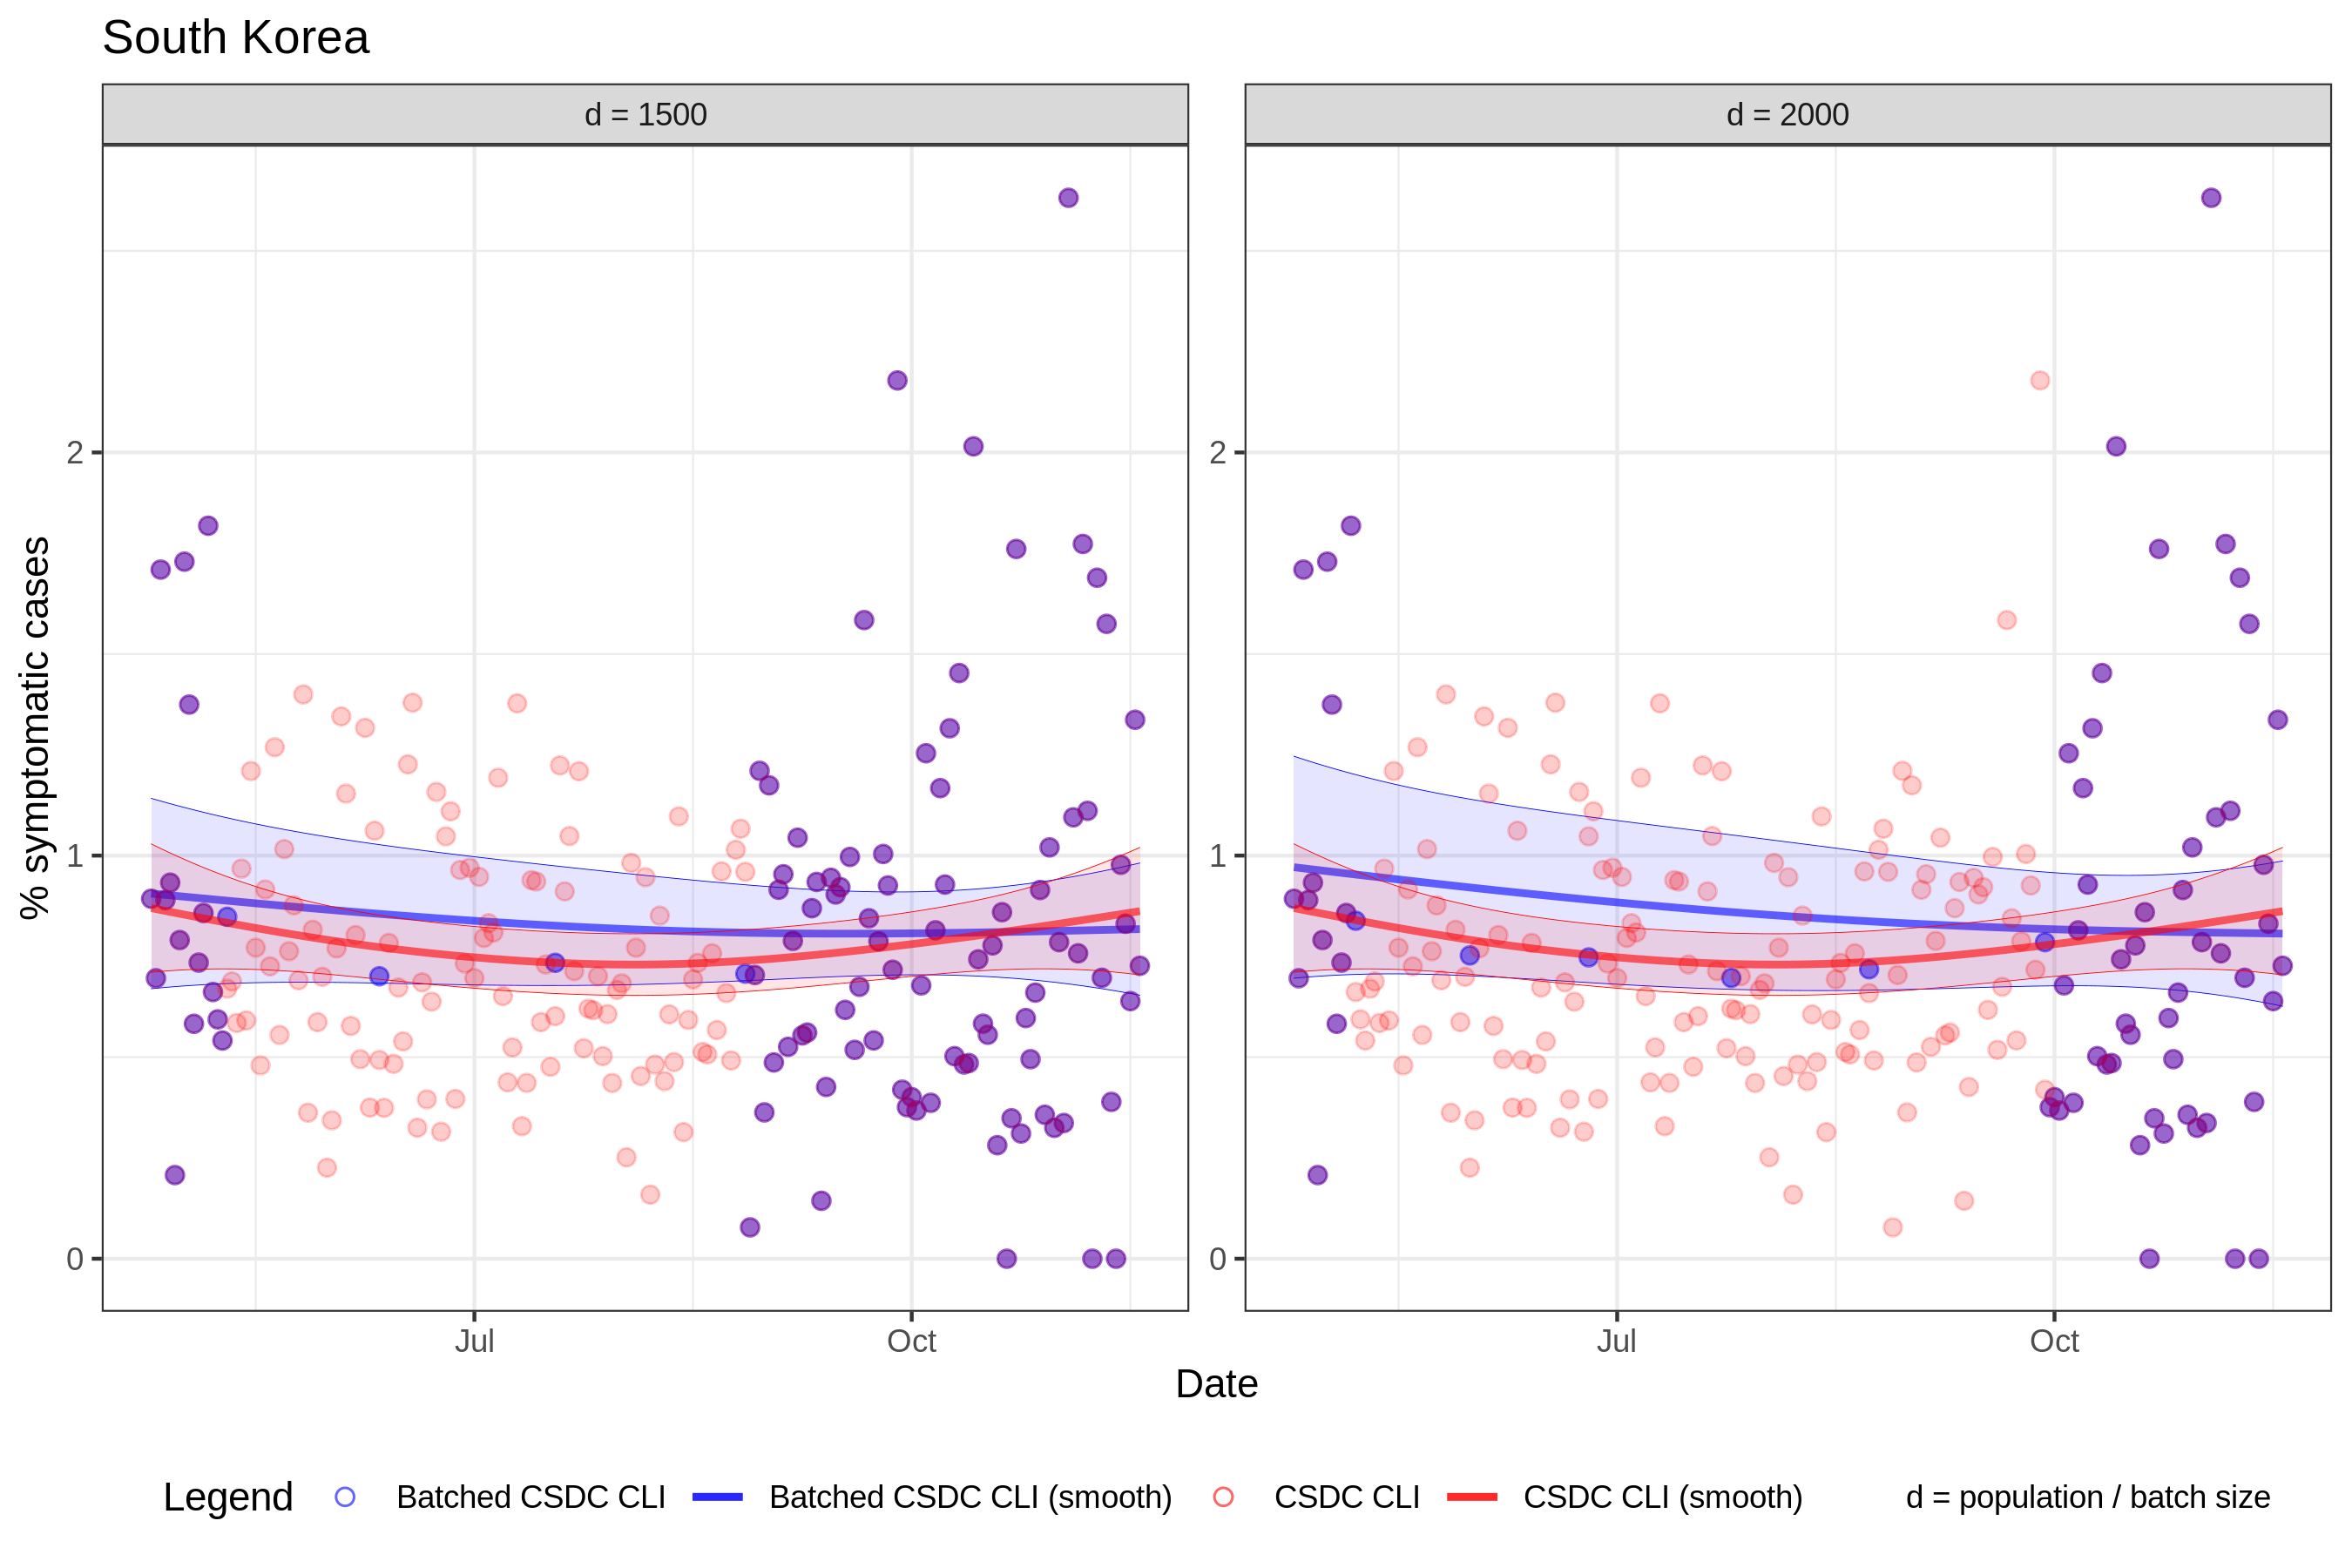 South Korea
d = 1500
d = 2000
% symptomatic cases
2
1
0
2
1
0
Jul
Oct
Jul
Oct
Date
Legend
Batched CSDC CLI
Batched CSDC CLI (smooth)
CSDC CLI
CSDC CLI (smooth)
d = population / batch size